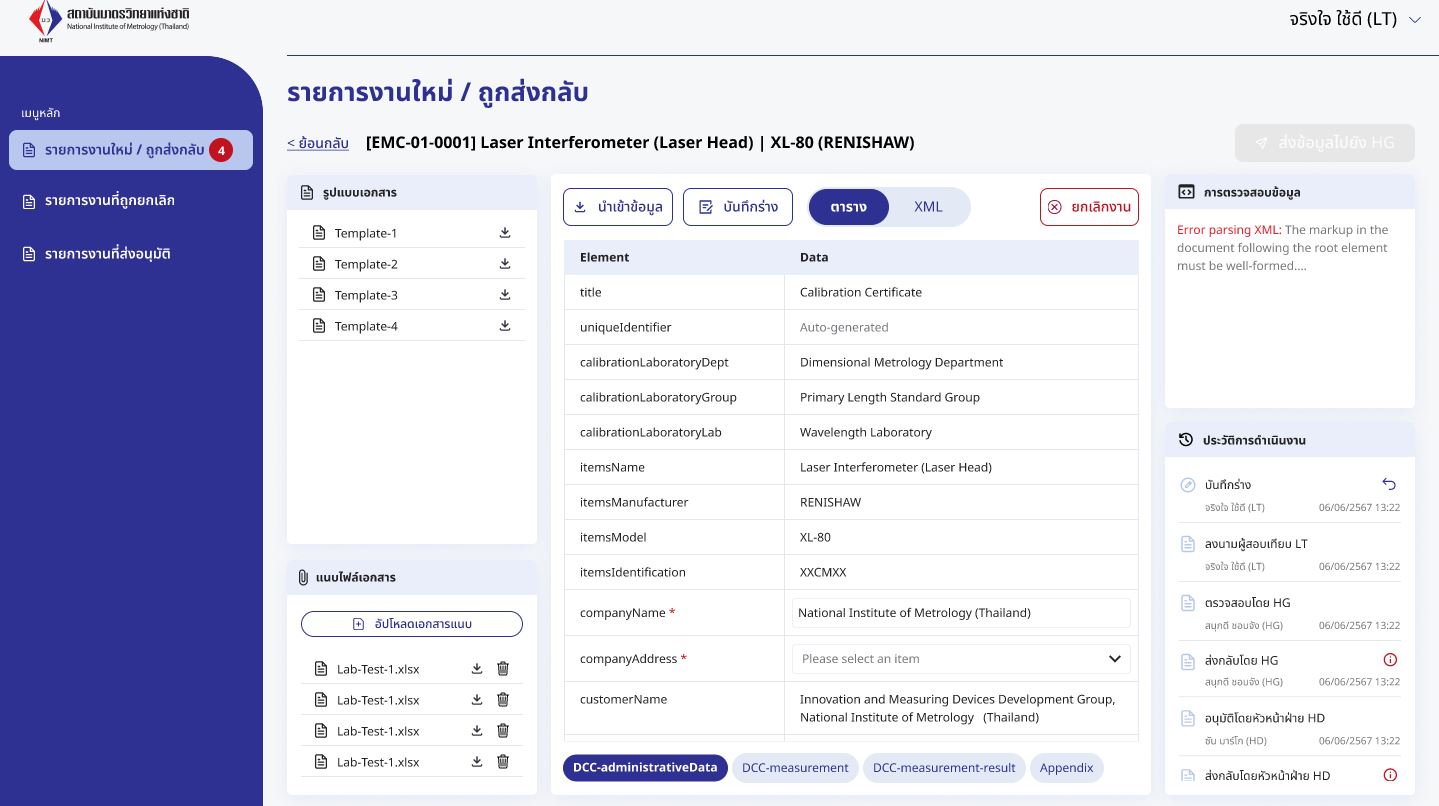 สถาบันมาตรวิทยาแห่งชาติ
National Institute of Metrology (Thailand)
NIMT
จริงใจ ใช้ดี (LT)
เมนูหลัก
รายการงานใหม่ / ถูกส่งกลับ 4
รายการงานที่ถูกยกเลิก
รายการงานที่ส่งอนุมัติ
รายการงานใหม่ / ถูกส่งกลับ
< ย้อนกลับ [EMC-01-0001] Laser Interferometer (Laser Head) | XL-80 (RENISHAW)
ส่งข้อมูลไปยัง HG
รูปแบบเอกสาร
Template-1
Template-2
Template-3
Template-4
แนบไฟล์เอกสาร
อัปโหลดเอกสารแนบ
Lab-Test-1.xlsx
Lab-Test-1.xlsx
Lab-Test-1.xlsx
Lab-Test-1.xlsx
นำเข้าข้อมูล บันทึกร่าง ตาราง XML ยกเลิกงาน
Element Data
title Calibration Certificate
uniqueIdentifier Auto-generated
calibrationLaboratoryDept Dimensional Metrology Department
calibrationLaboratoryGroup Primary Length Standard Group
calibrationLaboratoryLab Wavelength Laboratory
itemsName Laser Interferometer (Laser Head)
itemsManufacturer RENISHAW
itemsModel XL-80
itemsIdentification XXCMXX
companyName * National Institute of Metrology (Thailand)
companyAddress * Please select an item
customerName Innovation and Measuring Devices Development Group,
National Institute of Metrology (Thailand)
DCC-administrativeData DCC-measurement DCC-measurement-result Appendix
การตรวจสอบข้อมูล
Error parsing XML: The markup in the
document following the root element
must be well-formed....
ประวัติการดำเนินงาน
บันทึกร่าง
จริงใจ ใช้ดี (LT) 06/06/2567 13:22
ลงนามผู้สอบเทียบ LT
จริงใจ ใช้ดี (LT) 06/06/2567 13:22
ตรวจสอบโดย HG
สนุกดี ชอบจัง (HG) 06/06/2567 13:22
ส่งกลับโดย HG
สนุกดี ชอบจัง (HG) 06/06/2567 13:22
อนุมัติโดยหัวหน้าฝ่าย HD
ซัน มาร์โก (HD) 06/06/2567 13:22
ส่งกลับโดยหัวหน้าฝ่าย HD